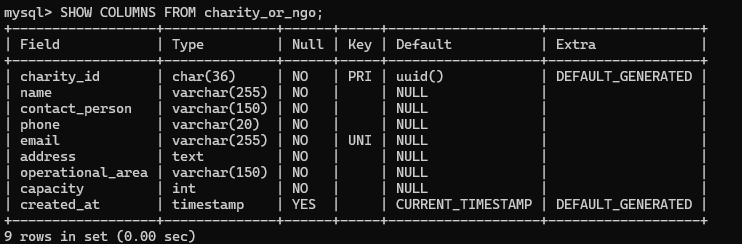 mysql> SHOW COLUMNS FROM charity_or_ngo;
+------------------+--------------+------+-----+-------------------+-------------------+
| Field            | Type         | Null | Key | Default           | Extra             |
+------------------+--------------+------+-----+-------------------+-------------------+
| charity_id       | char(36)     | NO   | PRI | uuid()            | DEFAULT_GENERATED |
| name             | varchar(255) | NO   |     | NULL              |                   |
| contact_person   | varchar(150) | NO   |     | NULL              |                   |
| phone            | varchar(20)  | NO   |     | NULL              |                   |
| email            | varchar(255) | NO   | UNI | NULL              |                   |
| address          | text         | NO   |     | NULL              |                   |
| operational_area | varchar(150) | NO   |     | NULL              |                   |
| capacity         | int          | NO   |     | NULL              |                   |
| created_at       | timestamp    | YES  |     | CURRENT_TIMESTAMP | DEFAULT_GENERATED |
+------------------+--------------+------+-----+-------------------+-------------------+
9 rows in set (0.00 sec)